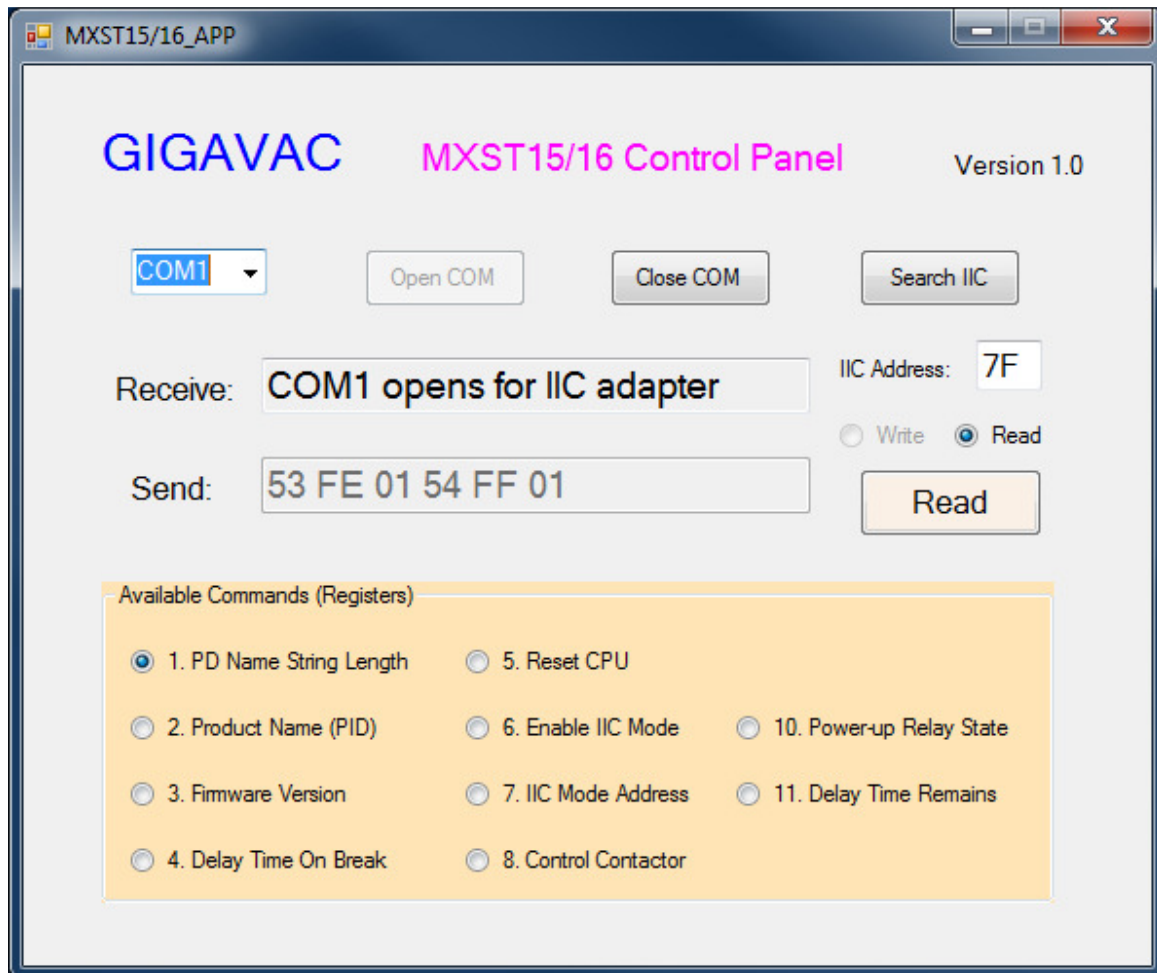 MXST15/16_APP
GIGAVAC MXST15/16 Control Panel Version 1.0
COM1 Open COM Close COM Search IIC
IIC Address: 7F
Receive: COM1 opens for IIC adapter
Write Read
Send: 53 FE 01 54 FF 01
Read
Available Commands (Registers)
1. PD Name String Length 5. Reset CPU
2. Product Name (PID) 6. Enable IIC Mode 10. Power-up Relay State
3. Firmware Version 7. IIC Mode Address 11. Delay Time Remains
4. Delay Time On Break 8. Control Contactor